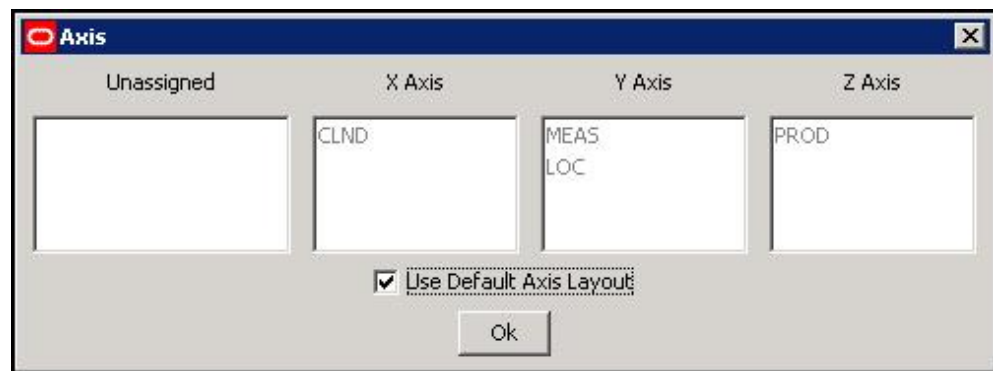 Axis
Unassigned X Axis Y Axis Z Axis
CLND MEAS PROD
LOC
Use Default Axis Layout
Ok